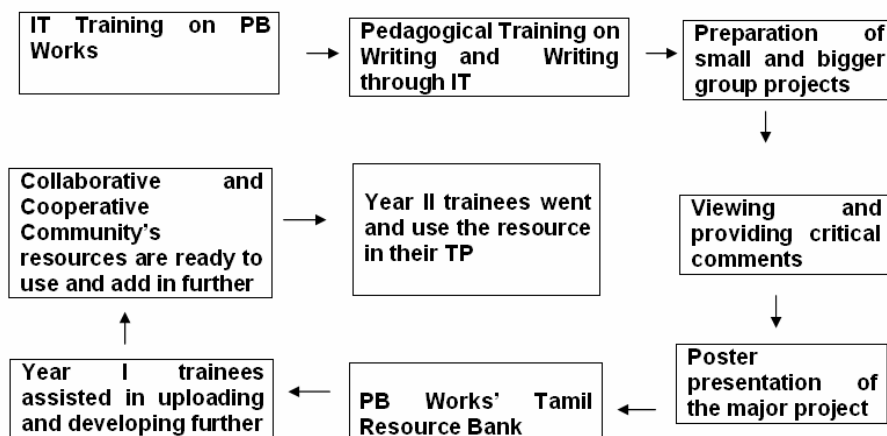 IT Training on PB
Works
Pedagogical Training on
Writing and Writing
through IT
Preparation of
small and bigger
group projects
Viewing and
providing critical
comments
Poster
presentation of
the major project
PB Works' Tamil
Resource Bank
Year I trainees
assisted in uploading
and developing further
Collaborative and
Cooperative
Community's
resources are ready to
use and add in further
Year II trainees went
and use the resource
in their TP